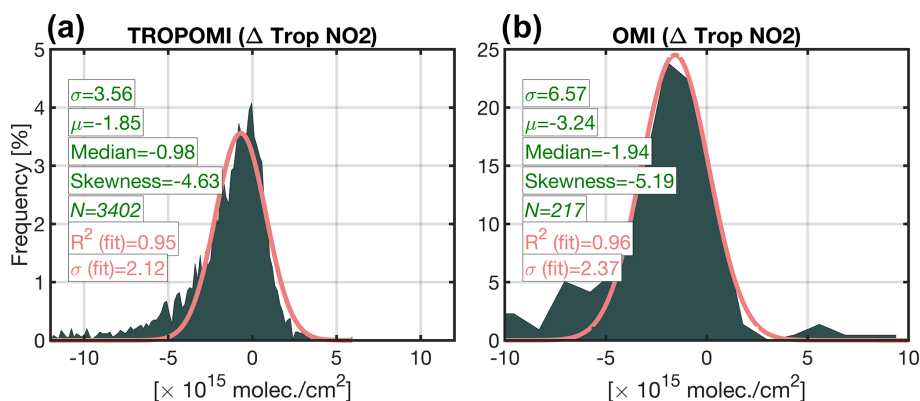 (a)
TROPOMI (Δ Trop NO2)
5
4
3
2
1
0
Frequency [%]
σ=3.56
μ=-1.85
Median=-0.98
Skewness=-4.63
N=3402
R² (fit)=0.95
σ (fit)=2.12
-10 -5 0 5 10
[× 10¹⁵ molec./cm²]
(b)
OMI (Δ Trop NO2)
25
20
15
10
5
0
σ=6.57
μ=-3.24
Median=-1.94
Skewness=-5.19
N=217
R² (fit)=0.96
σ (fit)=2.37
-10 -5 0 5 10
[× 10¹⁵ molec./cm²]